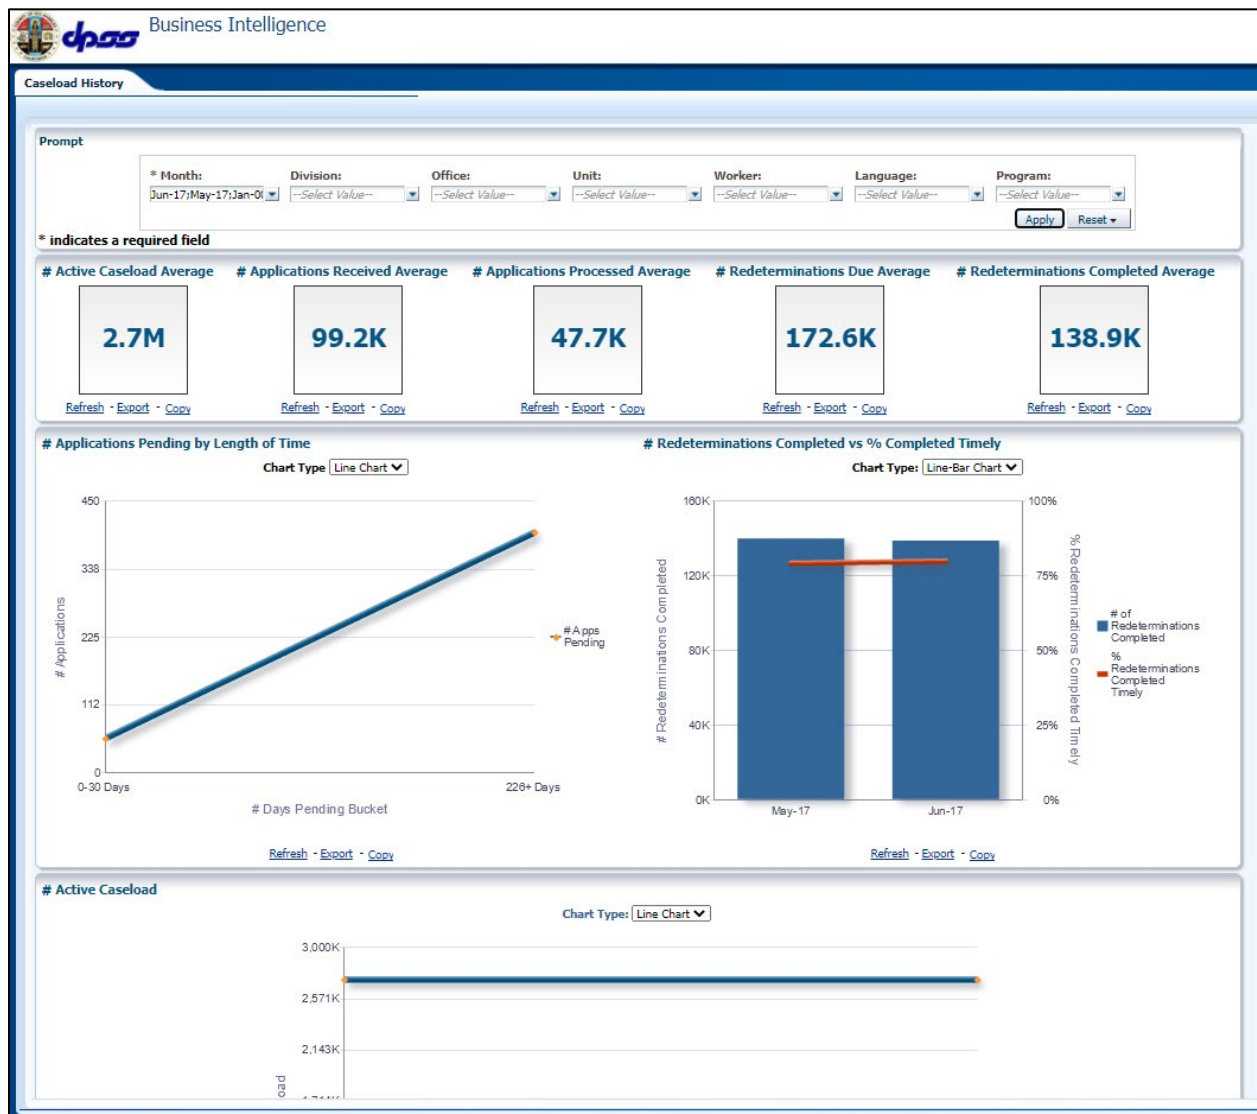 dpss Business Intelligence
Caseload History
Prompt
* Month: Division: Office: Unit: Worker: Language: Program:
Jun-17;May-17;Jan-0 --Select Value-- --Select Value-- --Select Value-- --Select Value-- --Select Value-- --Select Value--
Apply Reset
* indicates a required field
# Active Caseload Average # Applications Received Average # Applications Processed Average # Redeterminations Due Average # Redeterminations Completed Average
2.7M 99.2K 47.7K 172.6K 138.9K
Refresh - Export - Copy Refresh - Export - Copy Refresh - Export - Copy Refresh - Export - Copy Refresh - Export - Copy
# Applications Pending by Length of Time
Chart Type Line Chart
450
338
225
112
0
# Applications
0-30 Days 226+ Days
# Days Pending Bucket
# Apps
Pending
Refresh - Export - Copy
# Redeterminations Completed vs % Completed Timely
Chart Type: Line-Bar Chart
160K
120K
80K
40K
0K
# Redeterminations Completed
100%
75%
50%
25%
0%
% Redeterminations Completed Timely
May-17 Jun-17
# of
Redeterminations
Completed
%
Redeterminations
Completed
Timely
Refresh - Export - Copy
# Active Caseload
Chart Type: Line Chart
3,000K
2,571K
2,143K